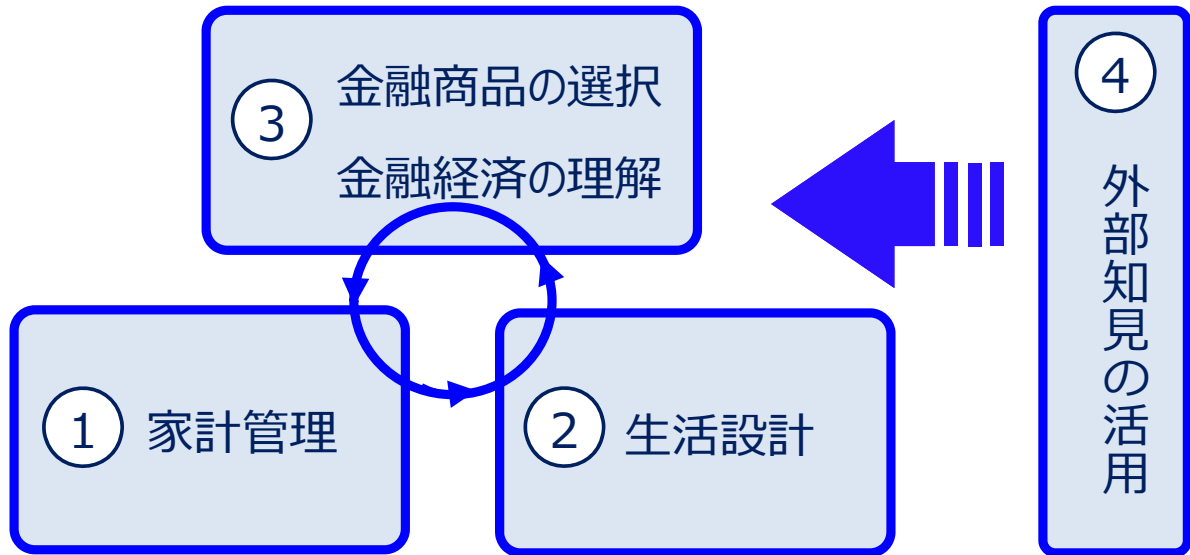 ③ 金融商品の選択
金融経済の理解
① 家計管理
② 生活設計
④
外部知見の活用